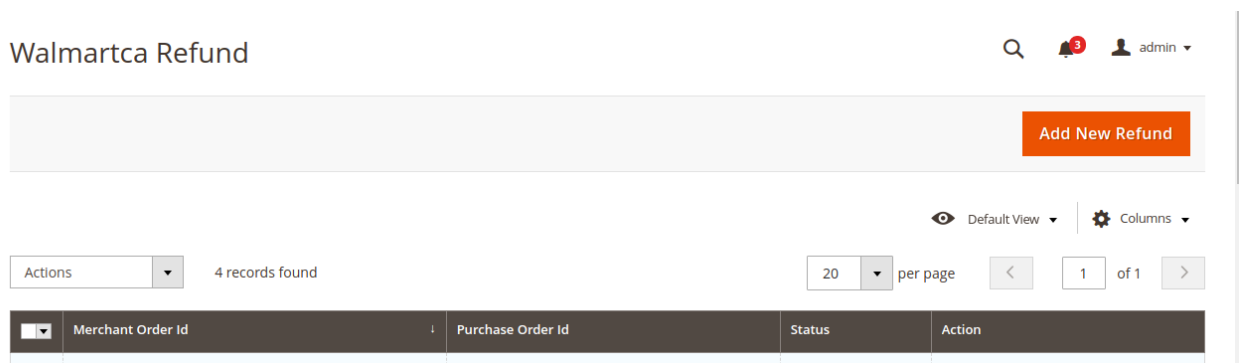 Walmartca Refund
3
admin
Add New Refund
Default View
Columns
Actions
4 records found
20
per page
1
of 1
Merchant Order Id ↓
Purchase Order Id
Status
Action